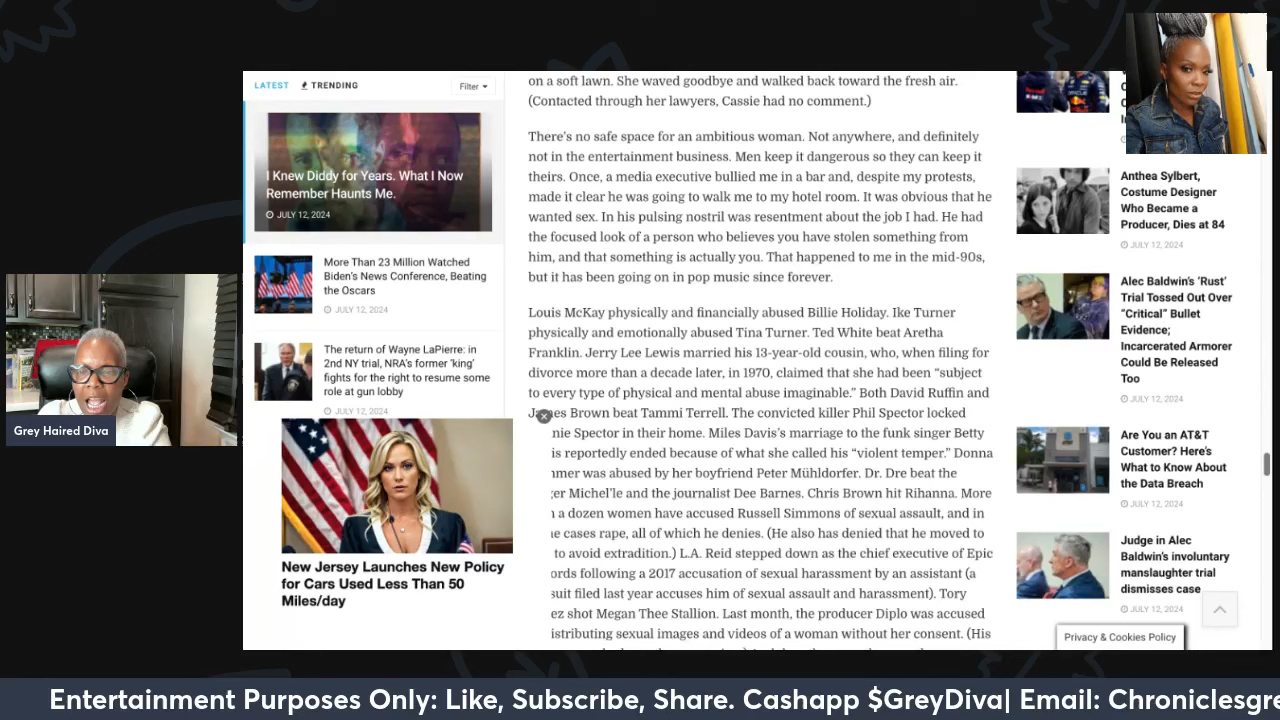 LATEST
TRENDING
Filter
I Knew Diddy for Years. What I Now
Remember Haunts Me.
JULY 12, 2024
More Than 23 Million Watched
Biden's News Conference, Beating
the Oscars
JULY 12, 2024
The return of Wayne LaPierre: in
2nd NY trial, NRA's former 'king'
fights for the right to resume some
role at gun lobby
JULY 12, 2024
New Jersey Launches New Policy
for Cars Used Less Than 50
Miles/day
Grey Haired Diva
on a soft lawn. She waved goodbye and walked back toward the fresh air.
(Contacted through her lawyers, Cassie had no comment.)
There's no safe space for an ambitious woman. Not anywhere, and definitely
not in the entertainment business. Men keep it dangerous so they can keep it
theirs. Once, a media executive bullied me in a bar and, despite my protests,
made it clear he was going to walk me to my hotel room. It was obvious that he
wanted sex. In his pulsing nostril was resentment about the job I had. He had
the focused look of a person who believes you have stolen something from
him, and that something is actually you. That happened to me in the mid-90s,
but it has been going on in pop music since forever.
Louis McKay physically and financially abused Billie Holiday. Ike Turner
physically and emotionally abused Tina Turner. Ted White beat Aretha
Franklin. Jerry Lee Lewis married his 13-year-old cousin, who, when filing for
divorce more than a decade later, in 1970, claimed that she had been “subject
to every type of physical and mental abuse imaginable.” Both David Ruffin and
James Brown beat Tammi Terrell. The convicted killer Phil Spector locked
nie Spector in their home. Miles Davis's marriage to the funk singer Betty
is reportedly ended because of what she called his “violent temper.” Donna
mer was abused by her boyfriend Peter Mühldorfer. Dr. Dre beat the
er Michel'le and the journalist Dee Barnes. Chris Brown hit Rihanna. More
a dozen women have accused Russell Simmons of sexual assault, and in
e cases rape, all of which he denies. (He also has denied that he moved to
to avoid extradition.) L.A. Reid stepped down as the chief executive of Epic
ords following a 2017 accusation of sexual harassment by an assistant (a
suit filed last year accuses him of sexual assault and harassment). Tory
ez shot Megan Thee Stallion. Last month, the producer Diplo was accused
istributing sexual images and videos of a woman without her consent. (His
Anthea Sylbert,
Costume Designer
Who Became a
Producer, Dies at 84
JULY 12, 2024
Alec Baldwin's 'Rust'
Trial Tossed Out Over
“Critical” Bullet
Evidence;
Incarcerated Armorer
Could Be Released
Too
JULY 12, 2024
Are You an AT&T
Customer? Here's
What to Know About
the Data Breach
JULY 12, 2024
Judge in Alec
Baldwin's involuntary
manslaughter trial
dismisses case
JULY 12, 2024
Privacy & Cookies Policy
Entertainment Purposes Only: Like, Subscribe, Share. Cashapp $GreyDiva| Email: Chroniclesgre